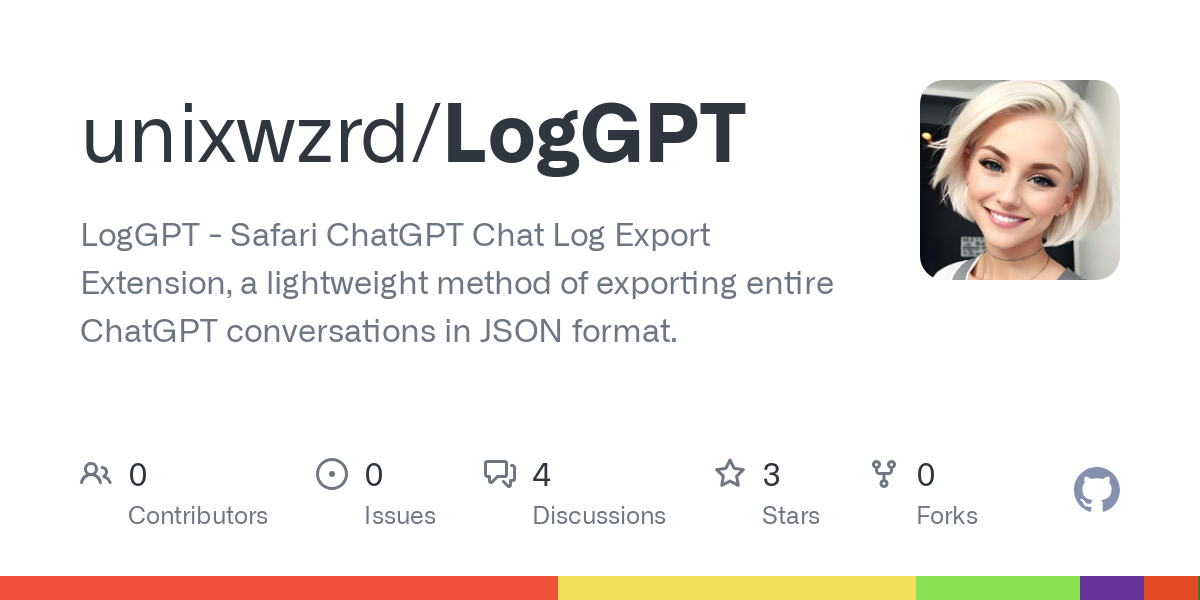 unixwzrd/LogGPT
LogGPT - Safari ChatGPT Chat Log Export
Extension, a lightweight method of exporting entire
ChatGPT conversations in JSON format.
0 0 4 3 0
Contributors Issues Discussions Stars Forks